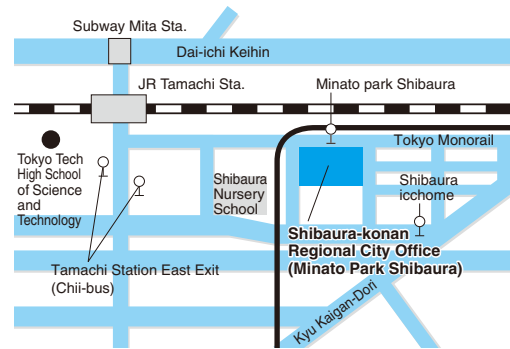 Subway Mita Sta.
Dai-ichi Keihin
JR Tamachi Sta.
Minato park Shibaura
Tokyo Monorail
Tokyo Tech
High School
of Science
and
Technology
Shibaura
Nursery
School
Shibaura
icchome
Shibaura-konan
Regional City Office
(Minato Park Shibaura)
Tamachi Station East Exit
(Chii-bus)
Kyu Kaigan-Dori